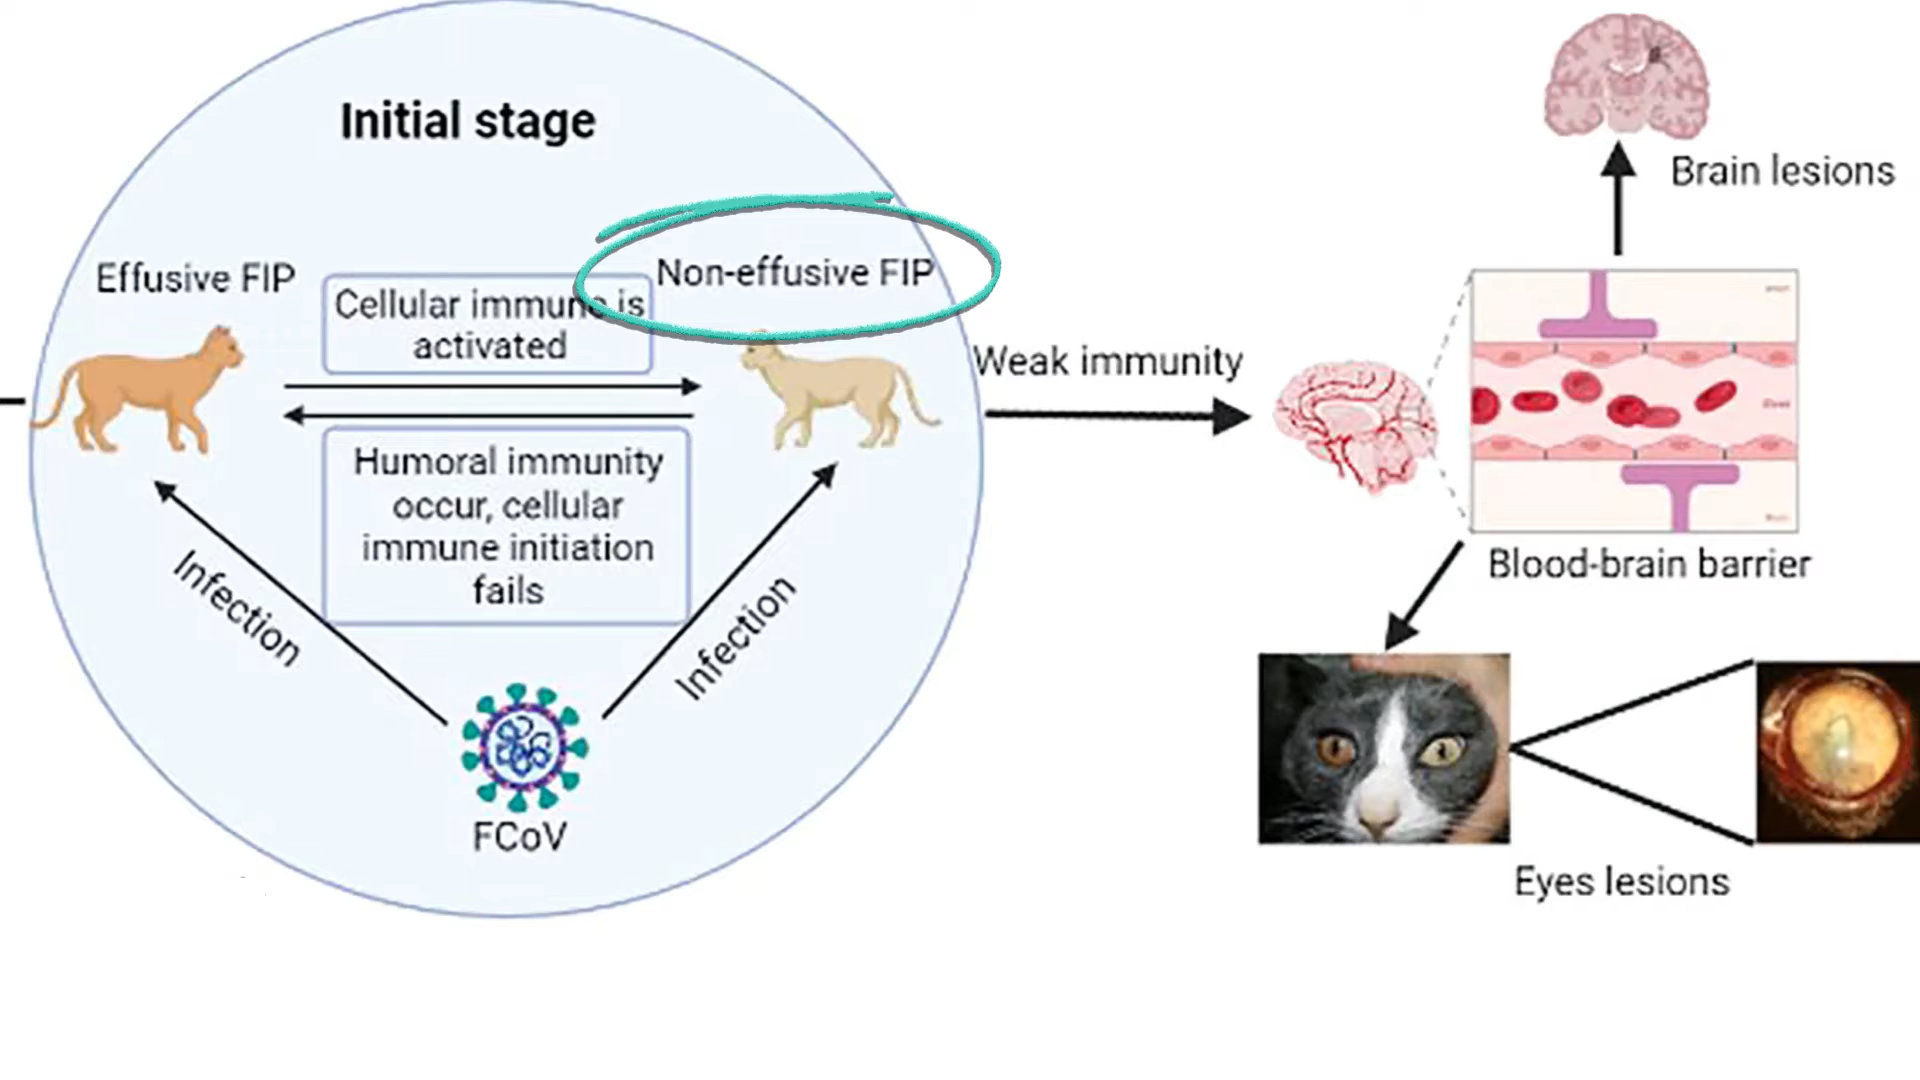 Initial stage
Effusive FIP
Cellular immune is
activated
Non-effusive FIP
Humoral immunity
occur, cellular
immune initiation
fails
Infection
Infection
FCoV
Weak immunity
Brain lesions
Blood-brain barrier
Eyes lesions